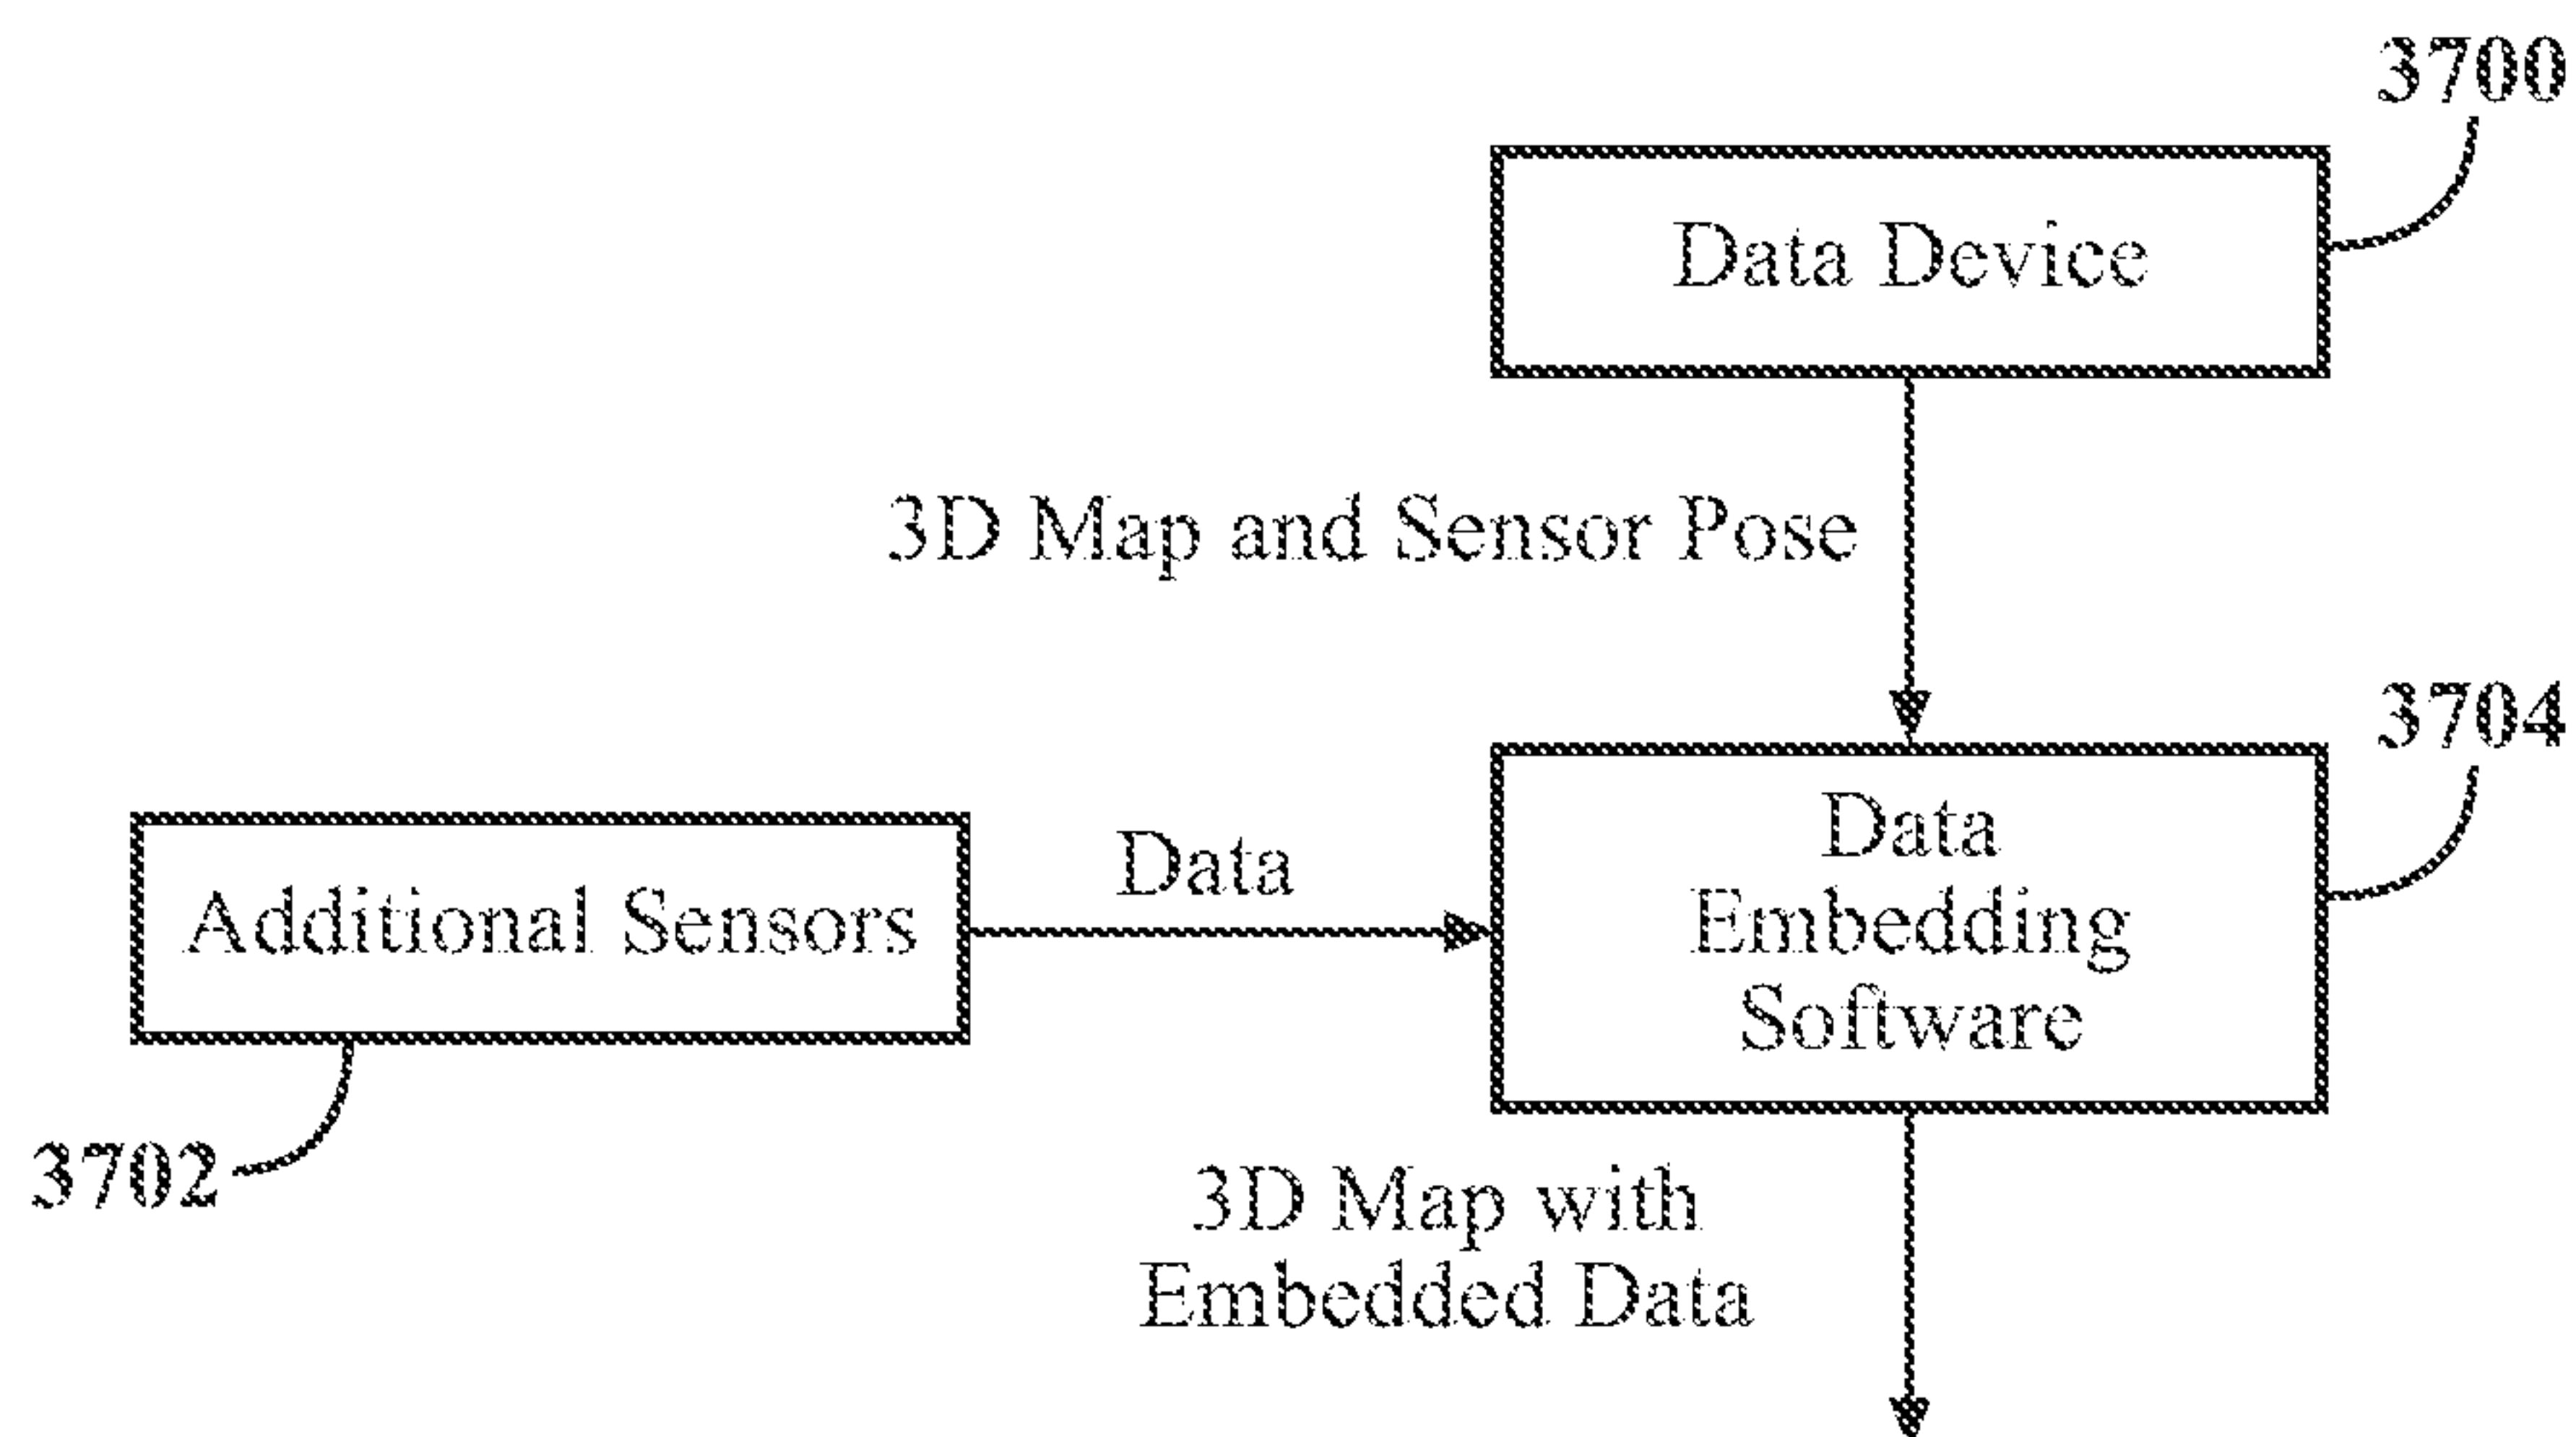 3700
Data Device
3D Map and Sensor Pose
3704
Data
Embedding
Software
Data
Additional Sensors
3702
3D Map with
Embedded Data